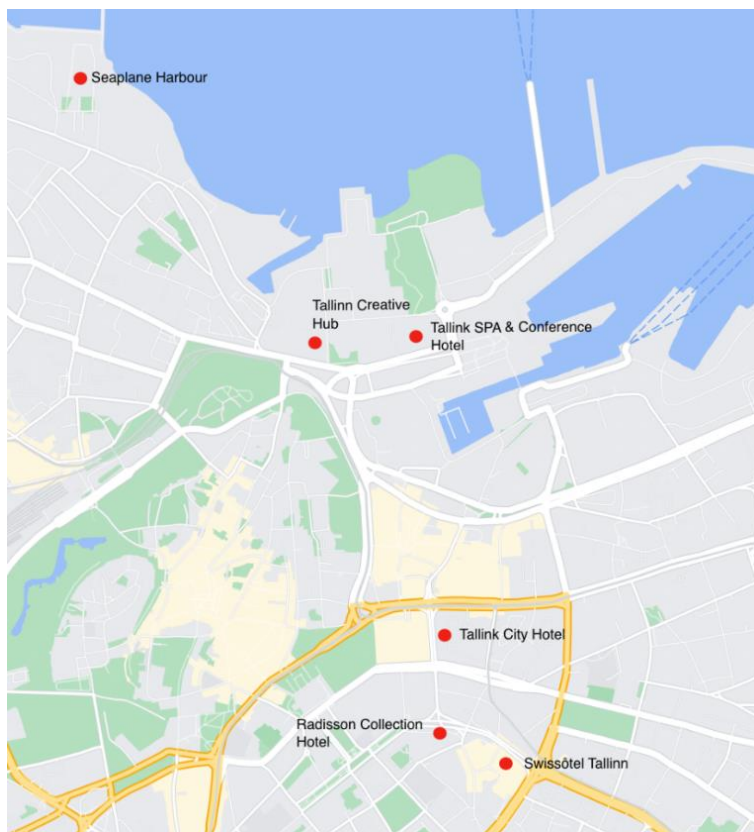 Seaplane Harbour
Tallinn Creative
Hub
Tallink SPA & Conference
Hotel
Tallink City Hotel
Radisson Collection
Hotel
Swissôtel Tallinn